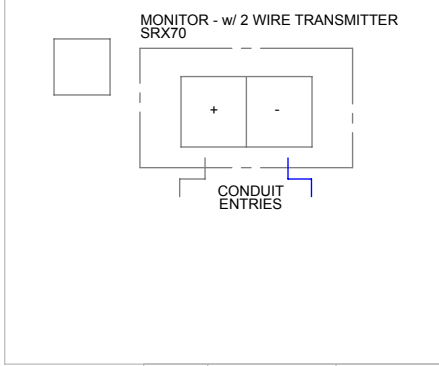 MONITOR - w/ 2 WIRE TRANSMITTER
SRX70
+ -
CONDUIT
ENTRIES